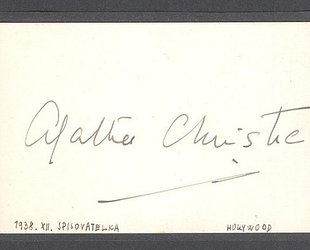 Agatha Christie
1938. XII. SPISOVATELKA HOLYWOOD